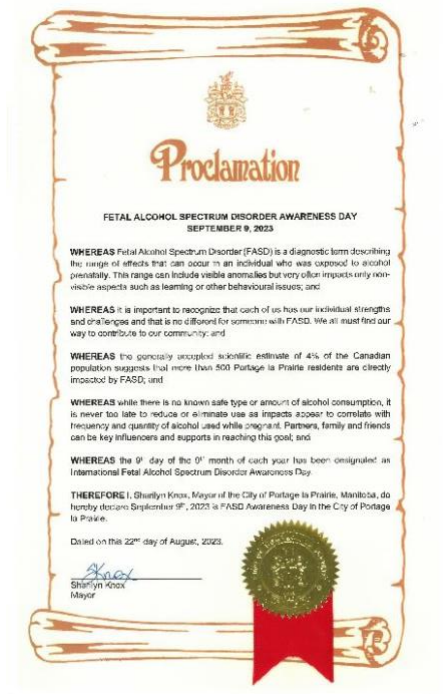 Proclamation
FETAL ALCOHOL SPECTRUM DISORDER AWARENESS DAY
SEPTEMBER 9, 2023
WHEREAS Fetal Alcohol Spectrum Disorder (FASD) is a diagnostic term describing
the range of effects that can occur in an individual who was exposed to alcohol
prenatally. This range can include visible anomalies but very often impacts only non-
visible aspects such as learning or other behavioural issues; and
WHEREAS it is important to recognize that each of us has our individual strengths
and challenges and that is no different for someone with FASD. We all must find our
way to contribute to our community; and
WHEREAS the generally accepted scientific estimate of 4% of the Canadian
population suggests that more than 500 Portage la Prairie residents are directly
impacted by FASD; and
WHEREAS while there is no known safe type or amount of alcohol consumption, it
is never too late to reduce or eliminate use as impacts appear to correlate with
frequency and quantity of alcohol used while pregnant. Partners, family and friends
can be key influencers and supports in reaching this goal; and
WHEREAS the 9th day of the 9th month of each year has been designated as
International Fetal Alcohol Spectrum Disorder Awareness Day.
THEREFORE I, Sharilyn Knox, Mayor of the City of Portage la Prairie, Manitoba, do
hereby declare September 9th, 2023 is FASD Awareness Day in the City of Portage
la Prairie.
Dated on this 22nd day of August, 2023.
SKnox
Sharilyn Knox
Mayor